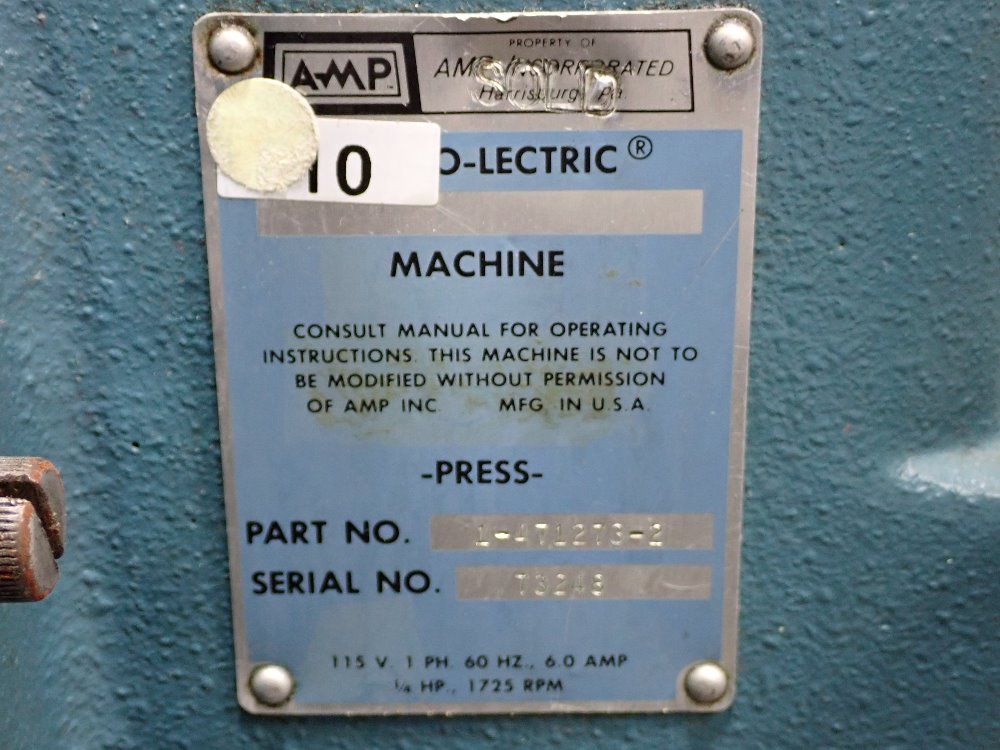 AMP
PROPERTY OF
AMP INCORPORATED
Harrisburg, Pa.
SOLD
10
O-LECTRIC®
MACHINE
CONSULT MANUAL FOR OPERATING
INSTRUCTIONS. THIS MACHINE IS NOT TO
BE MODIFIED WITHOUT PERMISSION
OF AMP INC. MFG. IN U.S.A.
-PRESS-
PART NO. 1-471273-2
SERIAL NO. T3248
115 V. 1 PH. 60 HZ., 6.0 AMP
¼ HP., 1725 RPM